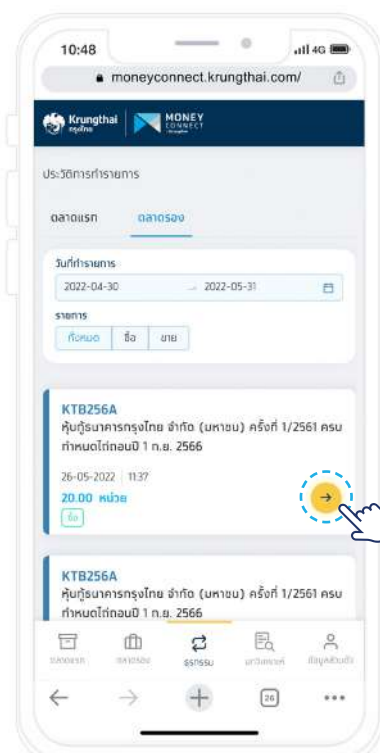 10:48
4G
moneyconnect.krungthai.com/
Krungthai
กรุงไทย
MONEY
CONNECT
ประวัติการทำรายการ
ตลาดแรก
ตลาดรอง
วันที่ทำรายการ
2022-04-30 → 2022-05-31
รายการ
ทั้งหมด ซื้อ ขาย
KTB256A
หุ้นกู้ธนาคารกรุงไทย จำกัด (มหาชน) ครั้งที่ 1/2561 ครบ
กำหนดไถ่ถอนปี 1 ก.ย. 2566
26-05-2022 | 11:37
20.00 หน่วย
ซื้อ
KTB256A
หุ้นกู้ธนาคารกรุงไทย จำกัด (มหาชน) ครั้งที่ 1/2561 ครบ
กำหนดไถ่ถอนปี 1 ก.ย. 2566
ตลาดแรก ตลาดรอง ธุรกรรม บทวิเคราะห์ ข้อมูลส่วนตัว
26